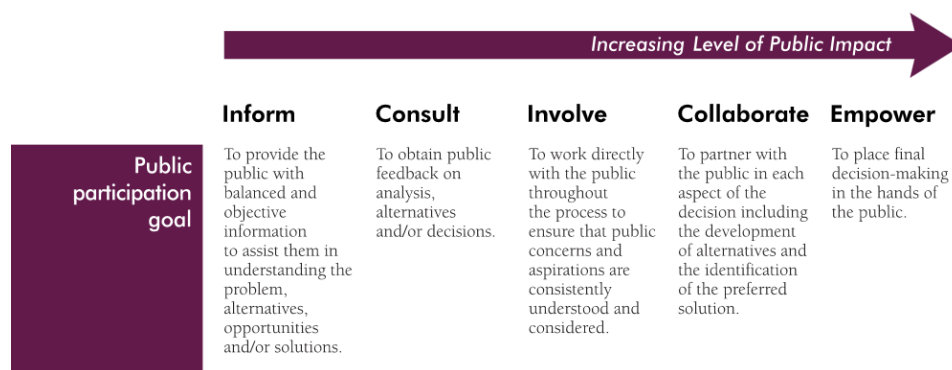 Increasing Level of Public Impact
Inform
Consult
Involve
Collaborate
Empower
Public
participation
goal
To provide the
public with
balanced and
objective
information
to assist them in
understanding the
problem,
alternatives,
opportunities
and/or solutions.
To obtain public
feedback on
analysis,
alternatives
and/or decisions.
To work directly
with the public
throughout
the process to
ensure that public
concerns and
aspirations are
consistently
understood and
considered.
To partner with
the public in each
aspect of the
decision including
the development
of alternatives and
the identification
of the preferred
solution.
To place final
decision-making
in the hands of
the public.